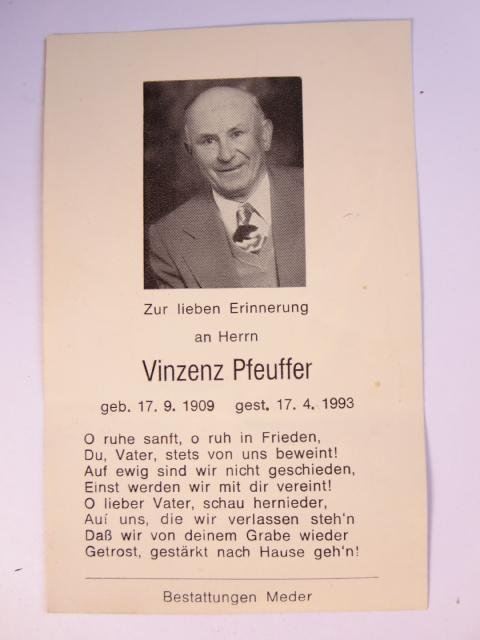 Zur lieben Erinnerung
an Herrn
Vinzenz Pfeuffer
geb. 17. 9. 1909 gest. 17. 4. 1993
O ruhe sanft, o ruh in Frieden,
Du, Vater, stets von uns beweint!
Auf ewig sind wir nicht geschieden,
Einst werden wir mit dir vereint!
O lieber Vater, schau hernieder,
Auf uns, die wir verlassen steh'n
Daß wir von deinem Grabe wieder
Getrost, gestärkt nach Hause geh'n!
Bestattungen Meder